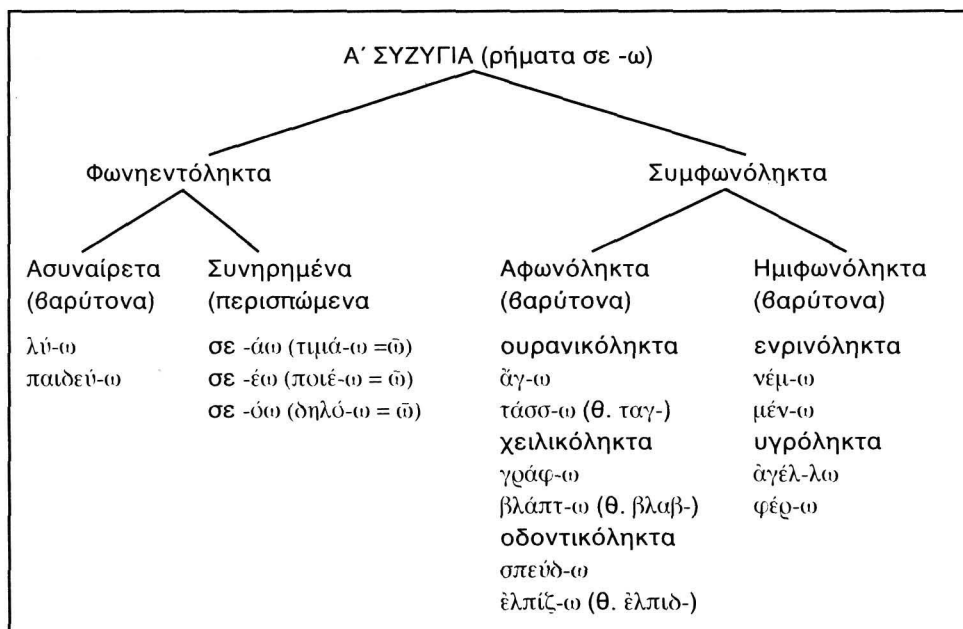 Α΄ ΣΥΖΥΓΙΑ (ρήματα σε -ω)
Φωνηεντόληκτα
Συμφωνόληκτα
Ασυναίρετα
(βαρύτονα)
λύ-ω
παιδεύ-ω
Συνηρημένα
(περισπώμενα
σε -άω (τιμά-ω =ῶ)
σε -έω (ποιέ-ω = ῶ)
σε -όω (δηλό-ω = ῶ)
Αφωνόληκτα
(βαρύτονα)
ουρανικόληκτα
ἄγ-ω
τάσσ-ω (θ. ταγ-)
χειλικόληκτα
γράφ-ω
βλάπτ-ω (θ. βλαβ-)
οδοντικόληκτα
σπεύδ-ω
ἐλπίζ-ω (θ. ἐλπιδ-)
Ημιφωνόληκτα
(βαρύτονα)
ενρινόληκτα
νέμ-ω
μέν-ω
υγρόληκτα
ἀγέλ-λω
φέρ-ω